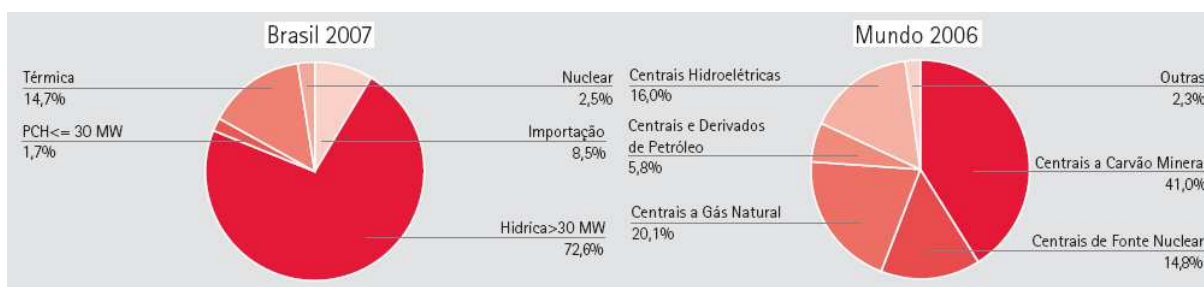 Brasil 2007
Térmica
14,7%
PCH<= 30 MW
1,7%
Nuclear
2,5%
Importação
8,5%
Hidríca>30 MW
72,6%
Mundo 2006
Centrais Hidroelétricas
16,0%
Centrais e Derivados
de Petróleo
5,8%
Centrais a Gás Natural
20,1%
Outras
2,3%
Centrais a Carvão Minera
41,0%
Centrais de Fonte Nuclear
14,8%